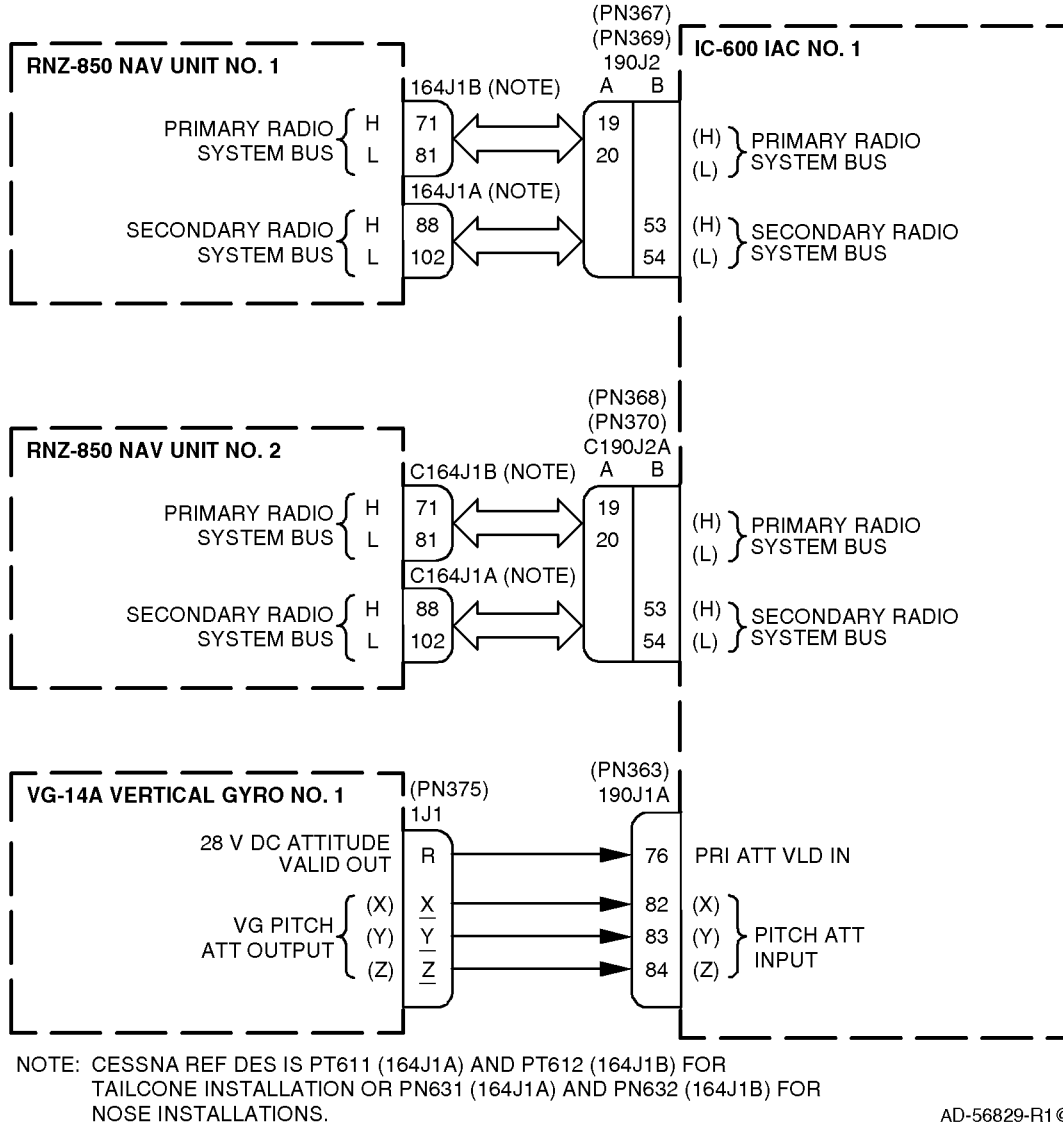 (PN367)
(PN369)
190J2
A B
IC-600 IAC NO. 1
RNZ-850 NAV UNIT NO. 1
164J1B (NOTE)
PRIMARY RADIO
SYSTEM BUS
H 71 19 (H)
L 81 20 (L)
PRIMARY RADIO
SYSTEM BUS
164J1A (NOTE)
SECONDARY RADIO
SYSTEM BUS
H 88 53 (H)
L 102 54 (L)
SECONDARY RADIO
SYSTEM BUS
(PN368)
(PN370)
C190J2A
A B
RNZ-850 NAV UNIT NO. 2
C164J1B (NOTE)
PRIMARY RADIO
SYSTEM BUS
H 71 19 (H)
L 81 20 (L)
PRIMARY RADIO
SYSTEM BUS
C164J1A (NOTE)
SECONDARY RADIO
SYSTEM BUS
H 88 53 (H)
L 102 54 (L)
SECONDARY RADIO
SYSTEM BUS
VG-14A VERTICAL GYRO NO. 1
(PN375)
1J1
(PN363)
190J1A
28 V DC ATTITUDE
VALID OUT
R 76 PRI ATT VLD IN
VG PITCH
ATT OUTPUT
(X) X 82 (X)
(Y) Y 83 (Y)
(Z) Z 84 (Z)
PITCH ATT
INPUT
NOTE: CESSNA REF DES IS PT611 (164J1A) AND PT612 (164J1B) FOR
TAILCONE INSTALLATION OR PN631 (164J1A) AND PN632 (164J1B) FOR
NOSE INSTALLATIONS.
AD-56829-R1@